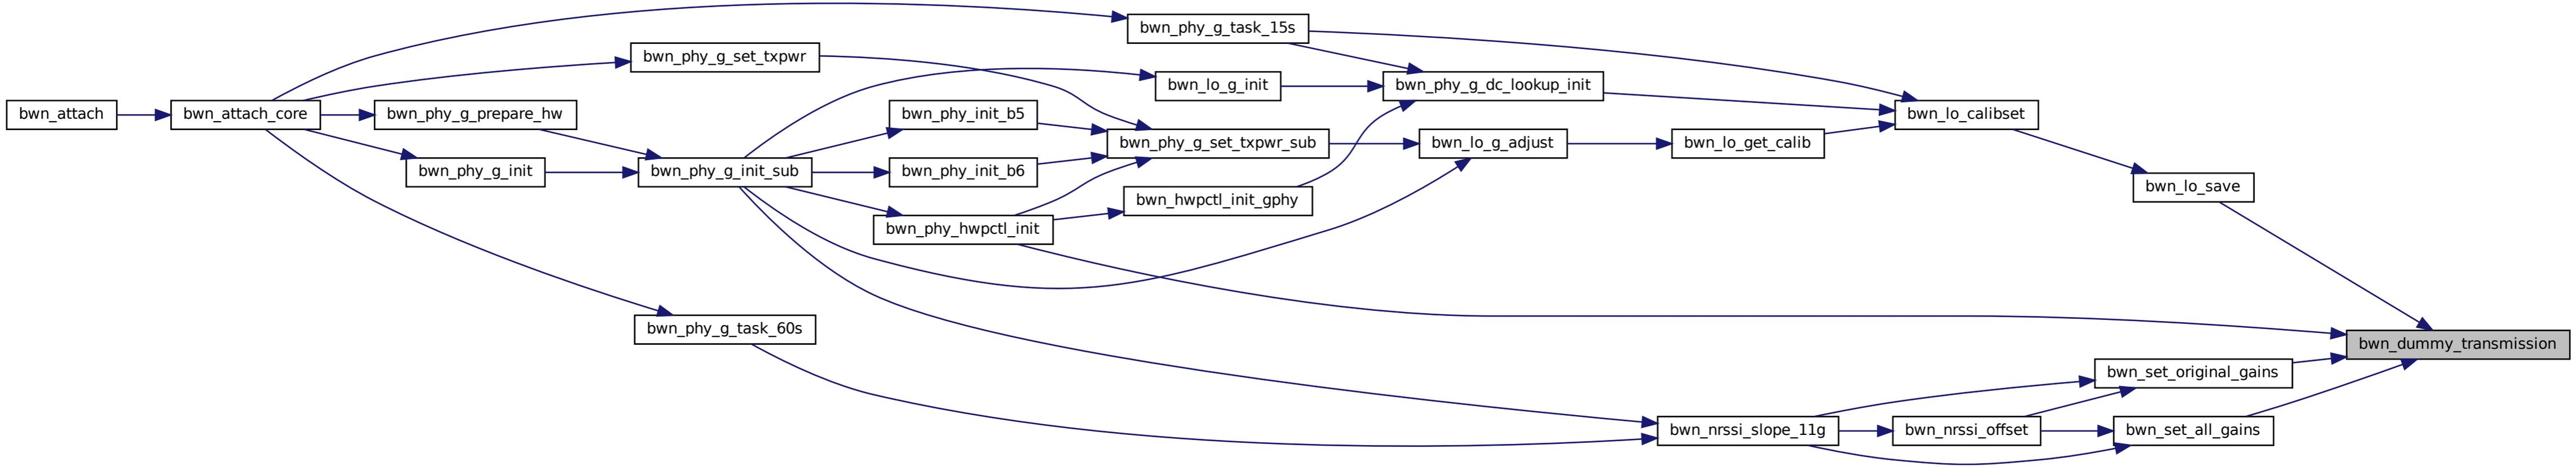 bwn_phy_g_task_15s
bwn_phy_g_set_txpwr
bwn_lo_g_init
bwn_phy_g_dc_lookup_init
bwn_attach
bwn_attach_core
bwn_phy_g_prepare_hw
bwn_phy_init_b5
bwn_lo_calibset
bwn_phy_g_set_txpwr_sub
bwn_lo_g_adjust
bwn_lo_get_calib
bwn_phy_g_init
bwn_phy_g_init_sub
bwn_phy_init_b6
bwn_lo_save
bwn_hwpctl_init_gphy
bwn_phy_hwpctl_init
bwn_phy_g_task_60s
bwn_dummy_transmission
bwn_set_original_gains
bwn_nrssi_slope_11g
bwn_nrssi_offset
bwn_set_all_gains